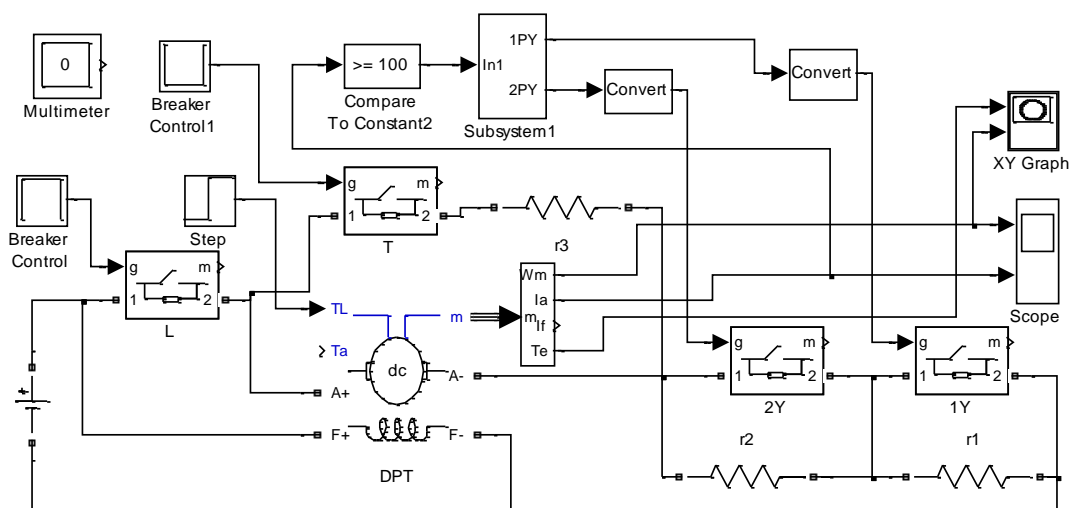 0
Multimeter
Breaker
Control1
>= 100
Compare
To Constant2
In1
1PY
2PY
Subsystem1
Convert
Convert
XY Graph
Breaker
Control
Step
g
m
1
2
T
r3
g
m
1
2
L
TL
m
Ta
dc
A+
A-
F+
F-
DPT
m
Wm
Ia
If
Te
Scope
g
m
1
2
2Y
g
m
1
2
1Y
r2
r1
+